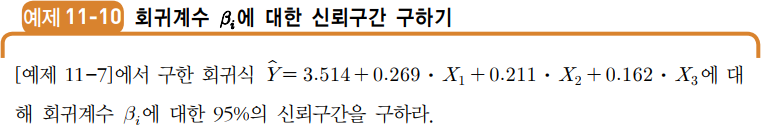 예제 11-10 회귀계수 βᵢ에 대한 신뢰구간 구하기
[예제 11-7]에서 구한 회귀식 Ŷ = 3.514 + 0.269 · X₁ + 0.211 · X₂ + 0.162 · X₃에 대
해 회귀계수 βᵢ에 대한 95%의 신뢰구간을 구하라.